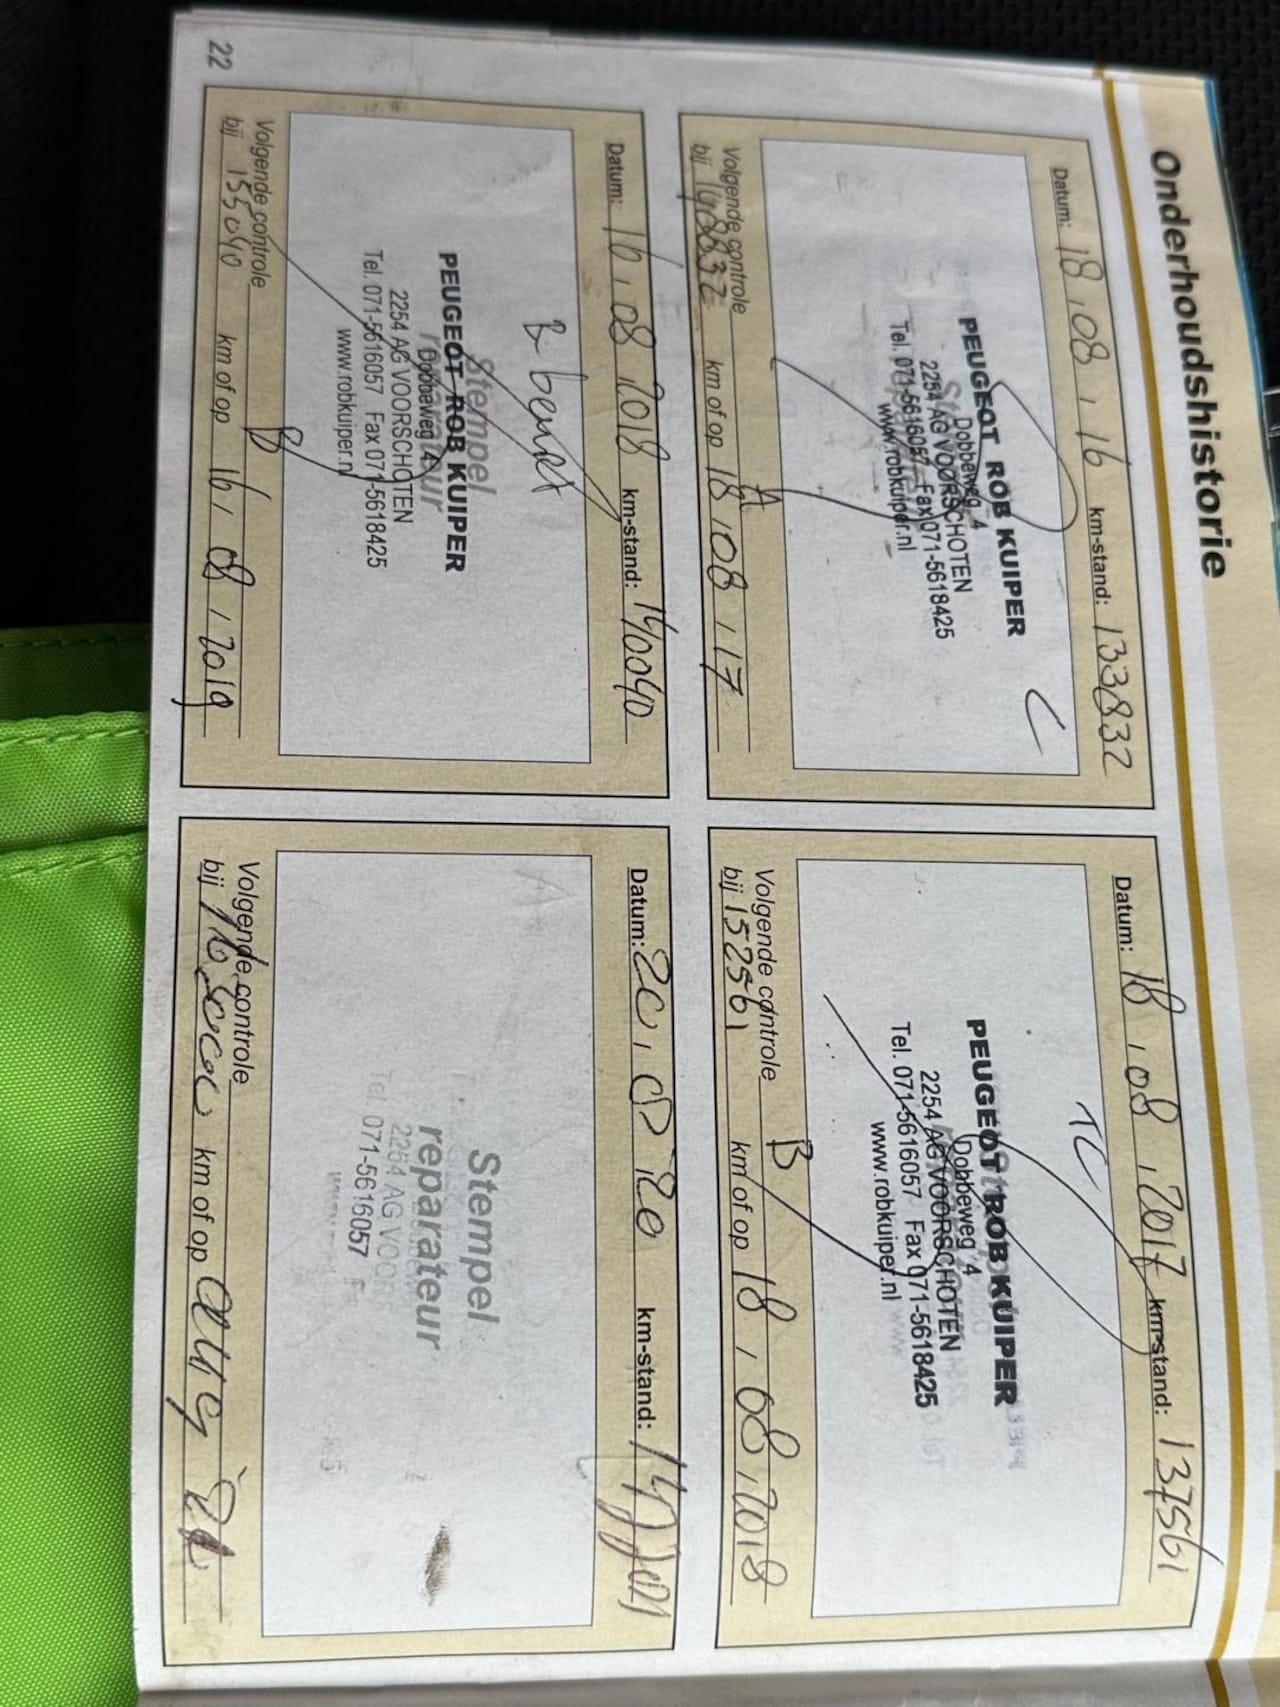 Onderhoudshistorie
Datum: 18.08.16 km-stand: 133832
C
PEUGEOT ROB KUIPER
Dobbeweg 4
2254 AG VOORSCHOTEN
Tel. 071-5616057 Fax 071-5618425
www.robkuiper.nl
Volgende controle A
bij 148832 km of op 18.08.17
Datum: 18.08.2017 km-stand: 137561
TC
PEUGEOT ROB KUIPER
Dobbeweg 4
2254 AG VOORSCHOTEN
Tel. 071-5616057 Fax 071-5618425
www.robkuiper.nl
Volgende controle B
bij 152561 km of op 18.08.2018
Datum: 16.08.2018 km-stand: 140040
B
Stempel
reparateur
PEUGEOT ROB KUIPER
Dobbeweg 4
2254 AG VOORSCHOTEN
Tel. 071-5616057 Fax 071-5618425
www.robkuiper.nl
Volgende controle B
bij 155040 km of op 16.08.2019
Datum: km-stand:
A
Stempel
reparateur
2254 AG VOOR
Tel. 071-5616057 F
Volgende controle
bij km of op
22